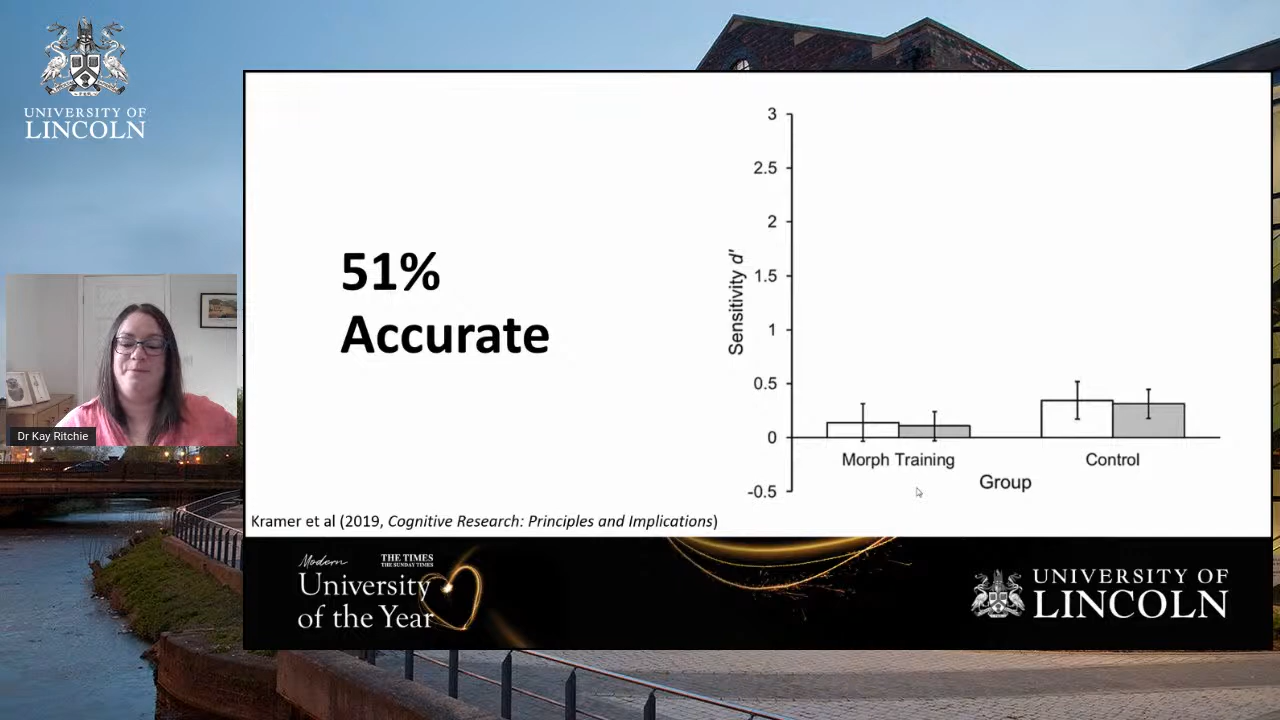 UNIVERSITY OF
LINCOLN
Dr Kay Ritchie
51%
Accurate
3
2.5
2
1.5
1
0.5
0
-0.5
Sensitivity d'
Morph Training
Control
Group
Kramer et al (2019, Cognitive Research: Principles and Implications)
Modern
THE TIMES
THE SUNDAY TIMES
University
of the Year
UNIVERSITY OF
LINCOLN